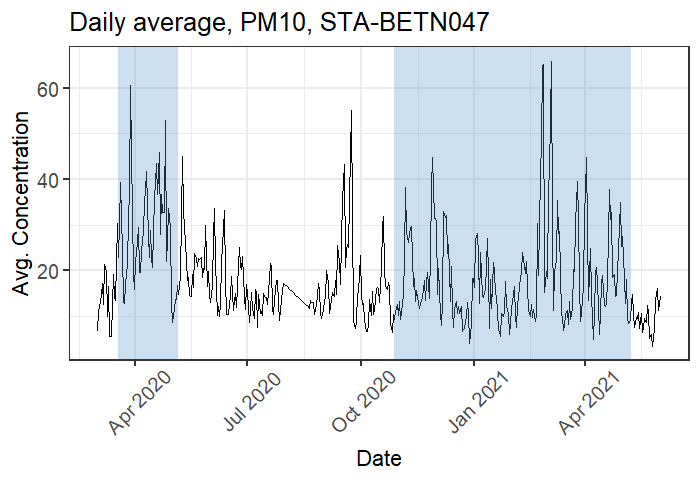 Daily average, PM10, STA-BETN047
Avg. Concentration
60
40
20
Apr 2020
Jul 2020
Oct 2020
Jan 2021
Apr 2021
Date